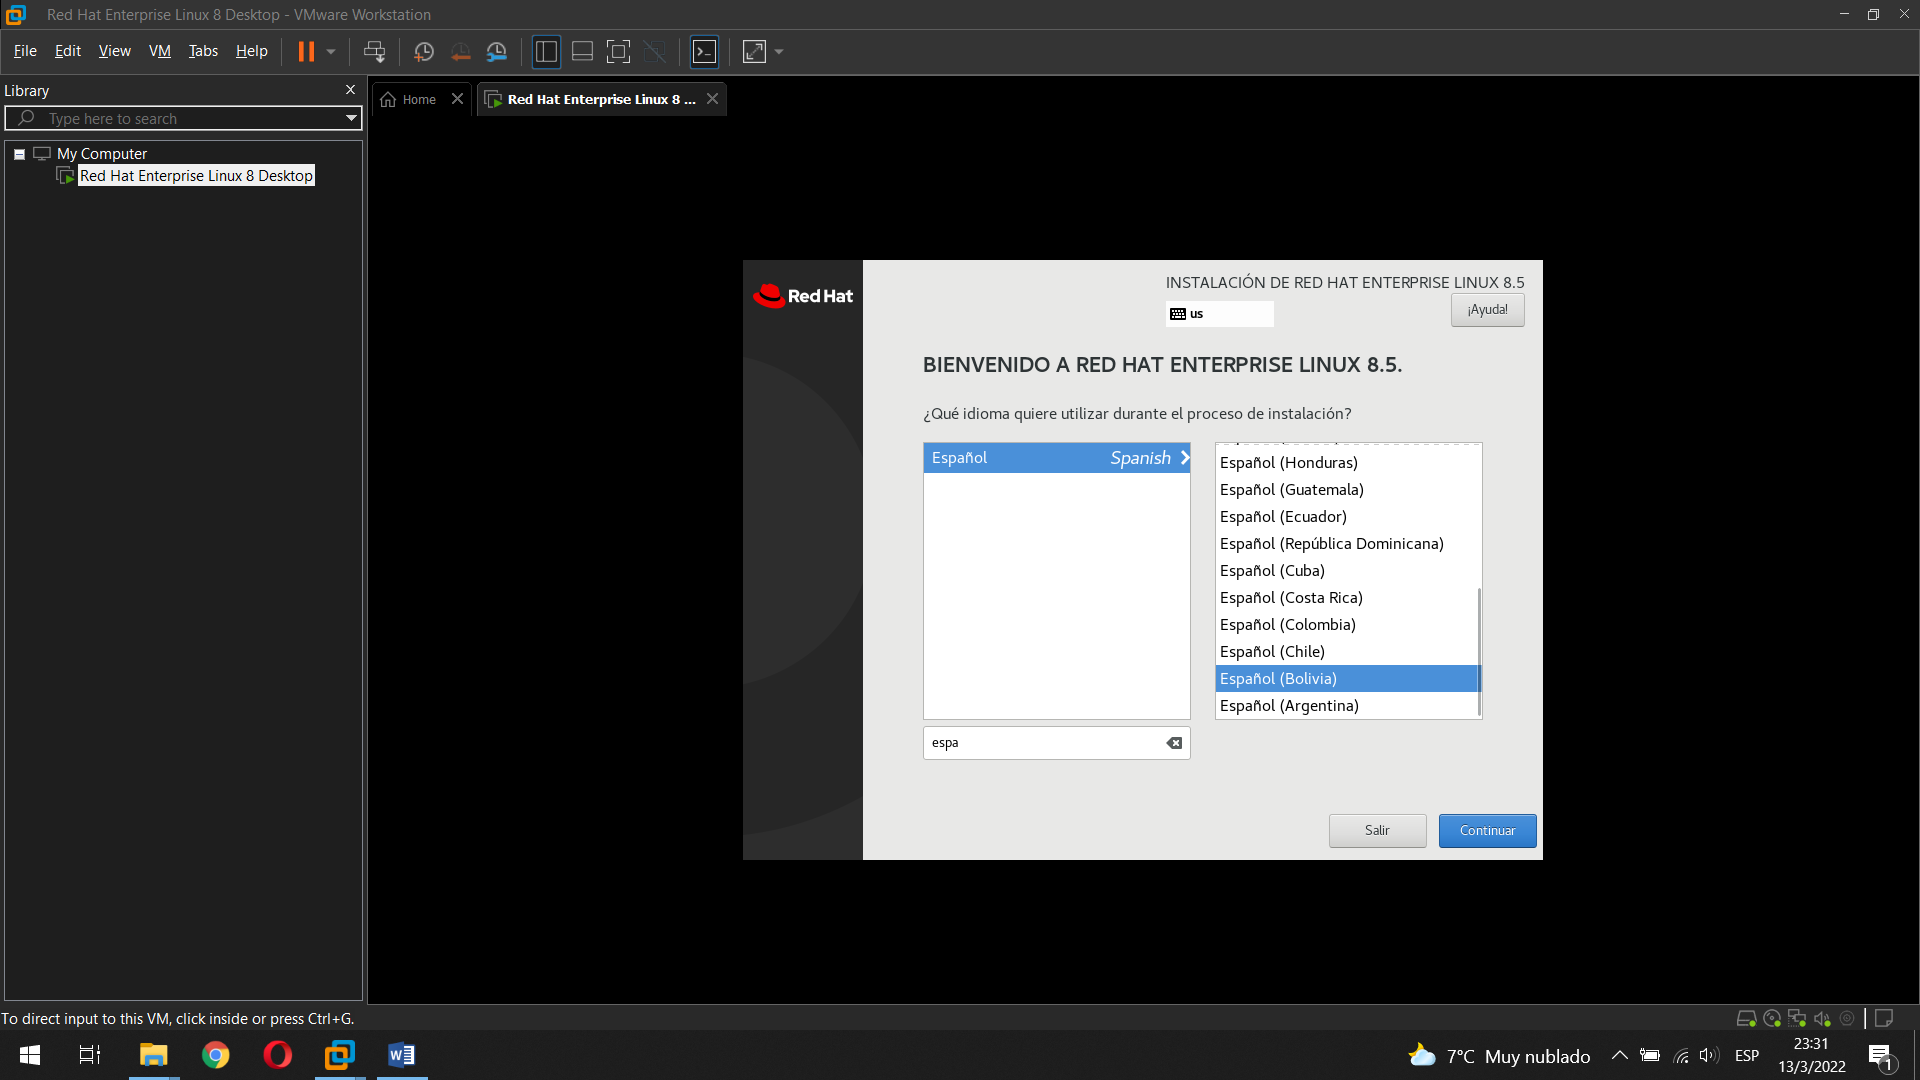 Red Hat Enterprise Linux 8 Desktop - VMware Workstation
File Edit View VM Tabs Help
Library
Type here to search
My Computer
Red Hat Enterprise Linux 8 Desktop
Home
Red Hat Enterprise Linux 8 ...
Red Hat
INSTALACIÓN DE RED HAT ENTERPRISE LINUX 8.5
us
¡Ayuda!
BIENVENIDO A RED HAT ENTERPRISE LINUX 8.5.
¿Qué idioma quiere utilizar durante el proceso de instalación?
Español Spanish
espa
Español (Honduras)
Español (Guatemala)
Español (Ecuador)
Español (República Dominicana)
Español (Cuba)
Español (Costa Rica)
Español (Colombia)
Español (Chile)
Español (Bolivia)
Español (Argentina)
Salir
Continuar
To direct input to this VM, click inside or press Ctrl+G.
7°C Muy nublado
ESP
23:31
13/3/2022
1